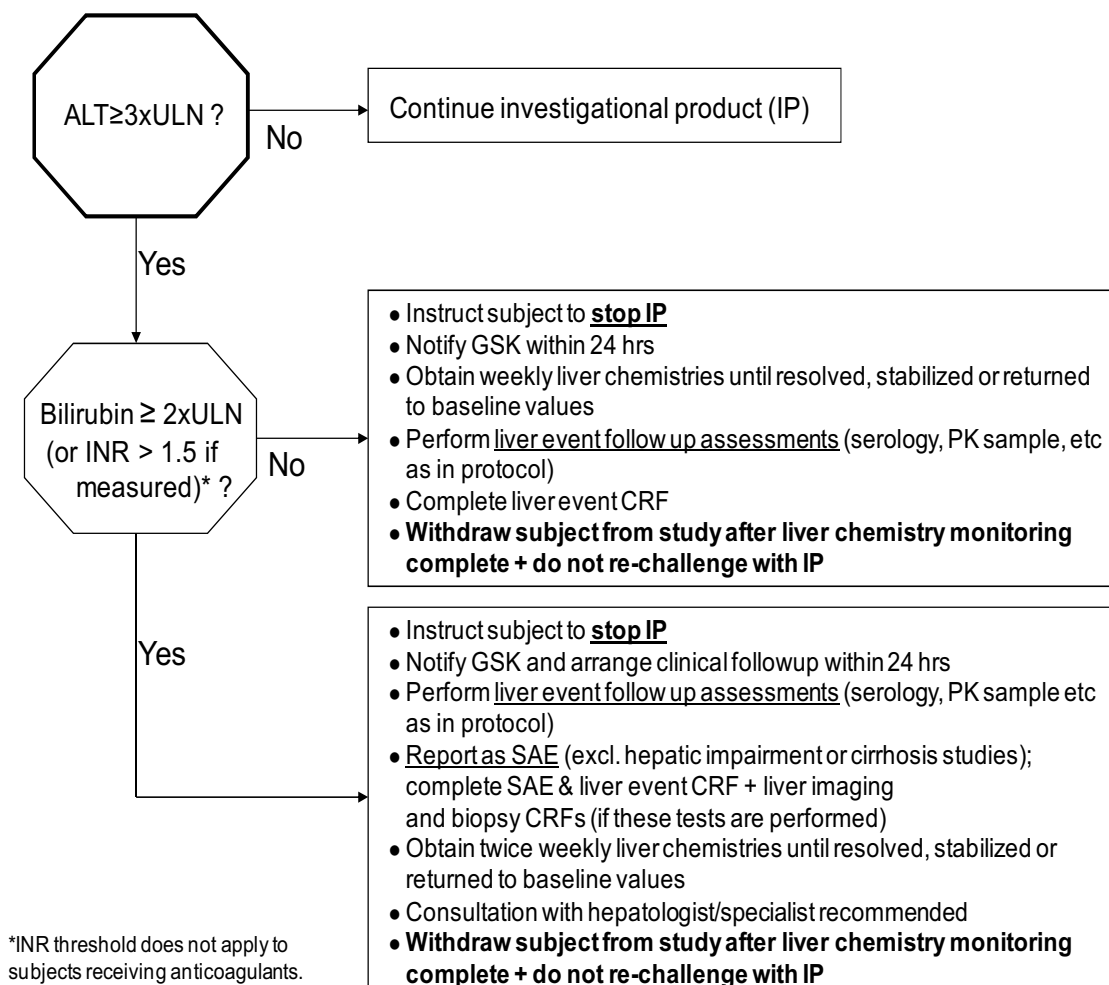 ALT≥3xULN ?
No
Continue investigational product (IP)
Yes
Bilirubin ≥ 2xULN
(or INR > 1.5 if
measured)* ?
No
• Instruct subject to stop IP
• Notify GSK within 24 hrs
• Obtain weekly liver chemistries until resolved, stabilized or returned
to baseline values
• Perform liver event follow up assessments (serology, PK sample, etc
as in protocol)
• Complete liver event CRF
• Withdraw subject from study after liver chemistry monitoring
complete + do not re-challenge with IP
Yes
• Instruct subject to stop IP
• Notify GSK and arrange clinical followup within 24 hrs
• Perform liver event follow up assessments (serology, PK sample etc
as in protocol)
• Report as SAE (excl. hepatic impairment or cirrhosis studies);
complete SAE & liver event CRF + liver imaging
and biopsy CRFs (if these tests are performed)
• Obtain twice weekly liver chemistries until resolved, stabilized or
returned to baseline values
• Consultation with hepatologist/specialist recommended
• Withdraw subject from study after liver chemistry monitoring
complete + do not re-challenge with IP
*INR threshold does not apply to
subjects receiving anticoagulants.